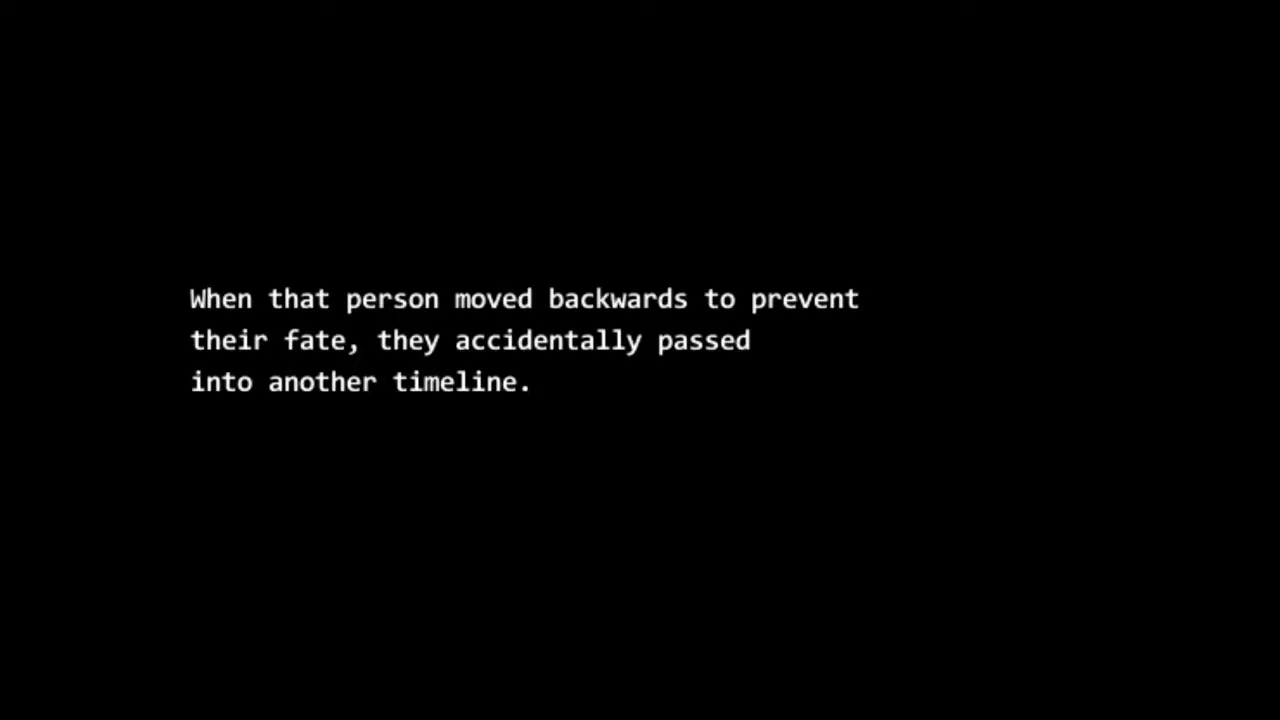 When that person moved backwards to prevent
their fate, they accidentally passed
into another timeline.